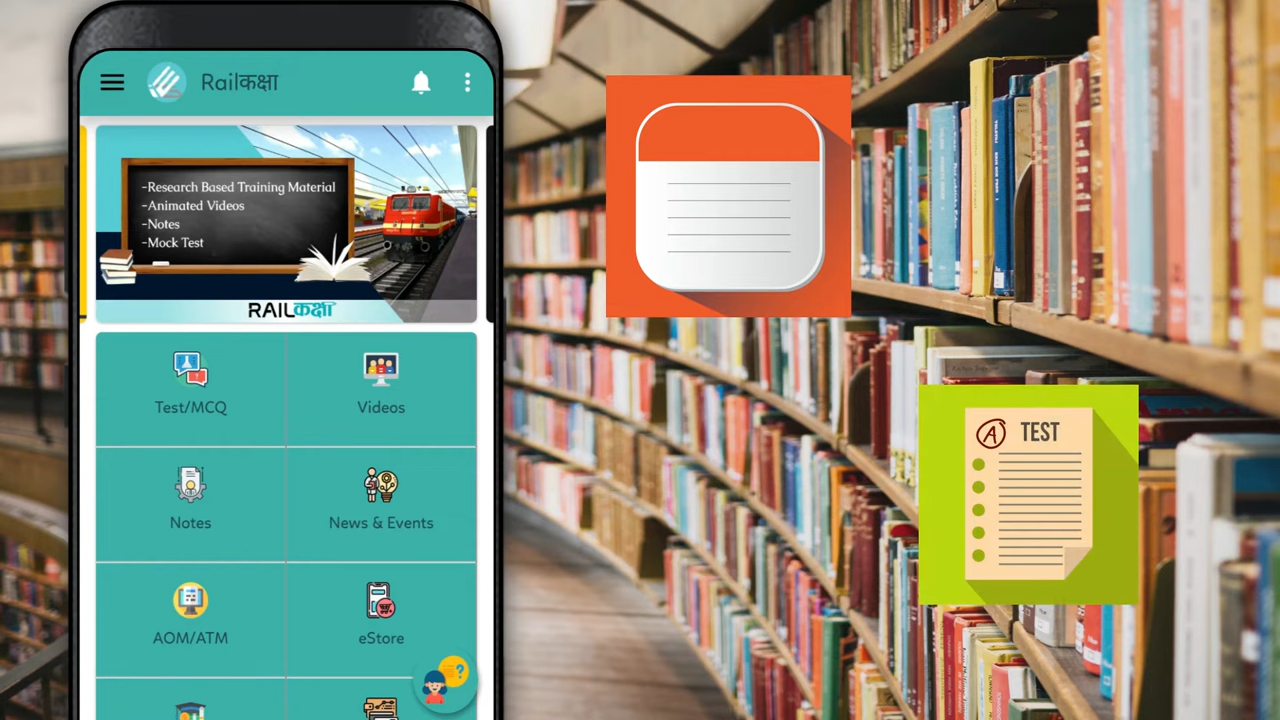 Railकक्षा
-Research Based Training Material
-Animated Videos
-Notes
-Mock Test
RAILकक्षा
Test/MCQ
Videos
Notes
News & Events
AOM/ATM
eStore
?
A TEST